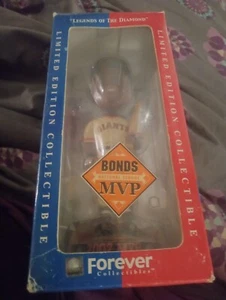 "LEGENDS OF THE DIAMOND"
LIMITED EDITION COLLECTIBLE
LIMITED EDITION COLLECTIBLE
GIANTS
BONDS
MVP
Forever
Collectibles